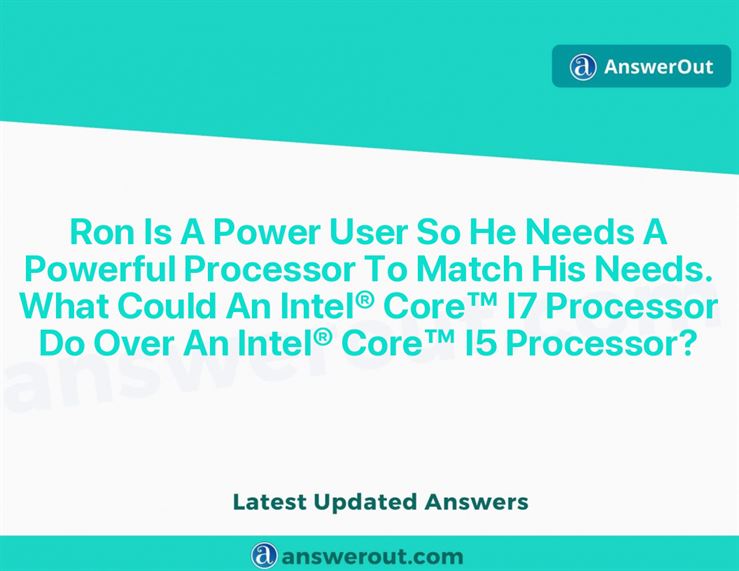 AnswerOut
Ron Is A Power User So He Needs A
Powerful Processor To Match His Needs.
What Could An Intel® Core™ I7 Processor
Do Over An Intel® Core™ I5 Processor?
answerout.com
Latest Updated Answers
answerout.com